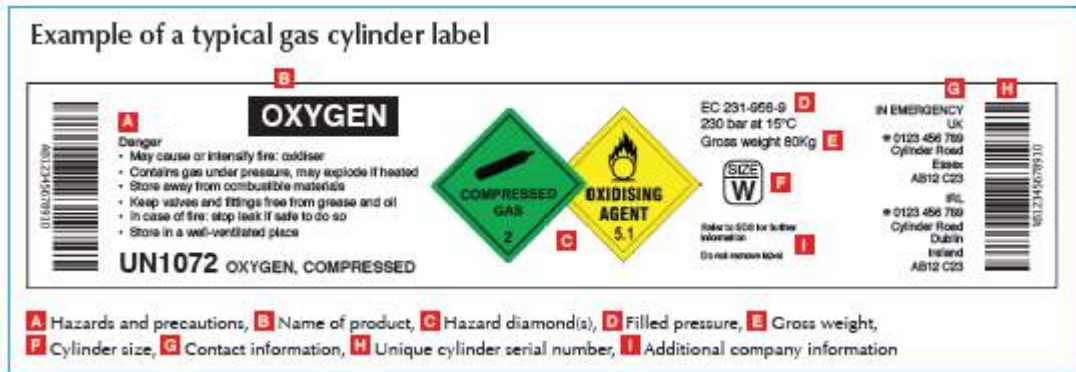 Example of a typical gas cylinder label
B
G
H
OXYGEN
A
Danger
• May cause or intensify fire: oxidiser
• Contains gas under pressure, may explode if heated
• Store away from combustible materials
• Keep valves and fittings free from grease and oil
• In case of fire: stop leak if safe to do so
• Store in a well-ventilated place
UN1072 OXYGEN, COMPRESSED
COMPRESSED
GAS
2
C
OXIDISING
AGENT
5.1
EC 231-956-9 D
230 bar at 15°C
Gross weight 80Kg E
SIZE
W
F
Refer to SDS for further
information
I
Do not remove label
IN EMERGENCY
UK
0123 456 789
Cylinder Road
Essex
AB12 C23
IRL
0123 456 789
Cylinder Road
Dublin
Ireland
AB12 C23
A Hazards and precautions, B Name of product, C Hazard diamond(s), D Filled pressure, E Gross weight,
F Cylinder size, G Contact information, H Unique cylinder serial number, I Additional company information